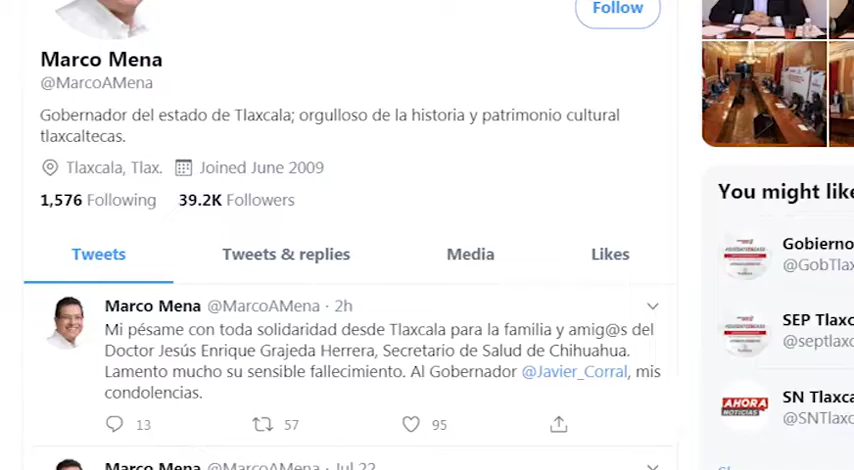 Follow
Marco Mena
@MarcoAMena
Gobernador del estado de Tlaxcala; orgulloso de la historia y patrimonio cultural
tlaxcaltecas.
Tlaxcala, Tlax. Joined June 2009
1,576 Following 39.2K Followers
Tweets Tweets & replies Media Likes
Marco Mena @MarcoAMena · 2h
Mi pésame con toda solidaridad desde Tlaxcala para la familia y amig@s del
Doctor Jesús Enrique Grajeda Herrera, Secretario de Salud de Chihuahua.
Lamento mucho su sensible fallecimiento. Al Gobernador @Javier_Corral, mis
condolencias.
13 57 95
Marco Mena @MarcoAMena · Jul 22
You might like
Gobierno
@GobTlax
SEP Tlaxc
@septlaxc
AHORA
NOTICIAS
SN Tlaxca
@SNTlaxc